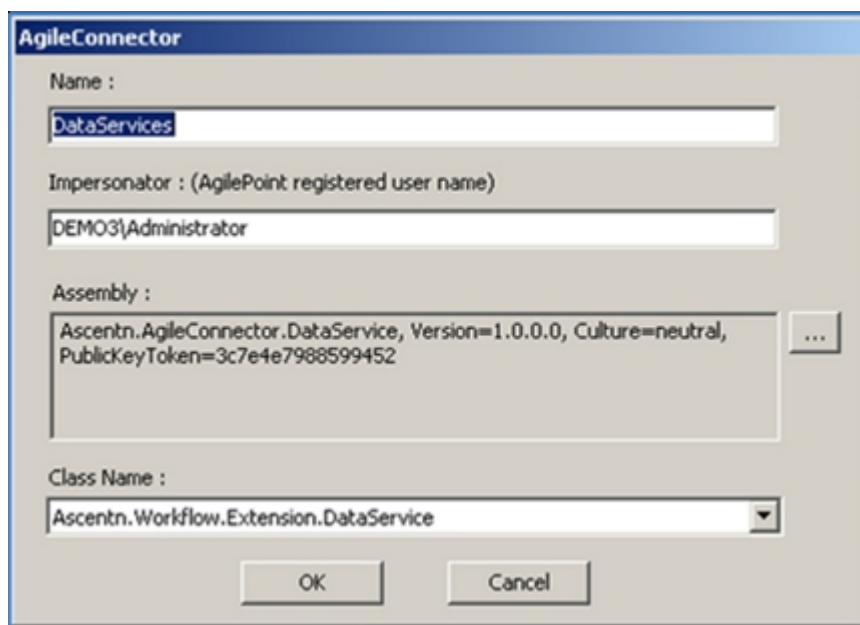 AgileConnector
Name :
DataServices
Impersonator : (AgilePoint registered user name)
DEMO3\Administrator
Assembly :
Ascentn.AgileConnector.DataService, Version=1.0.0.0, Culture=neutral,
PublicKeyToken=3c7e4e7988599452
...
Class Name :
Ascentn.Workflow.Extension.DataService
OK
Cancel